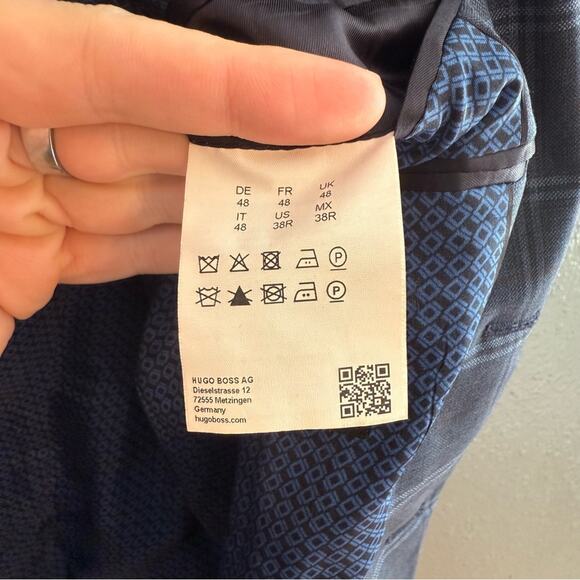 DE FR UK
48 48 48
IT US MX
48 38R 38R
P
P
HUGO BOSS AG
Dieselstrasse 12
72555 Metzingen
Germany
hugoboss.com